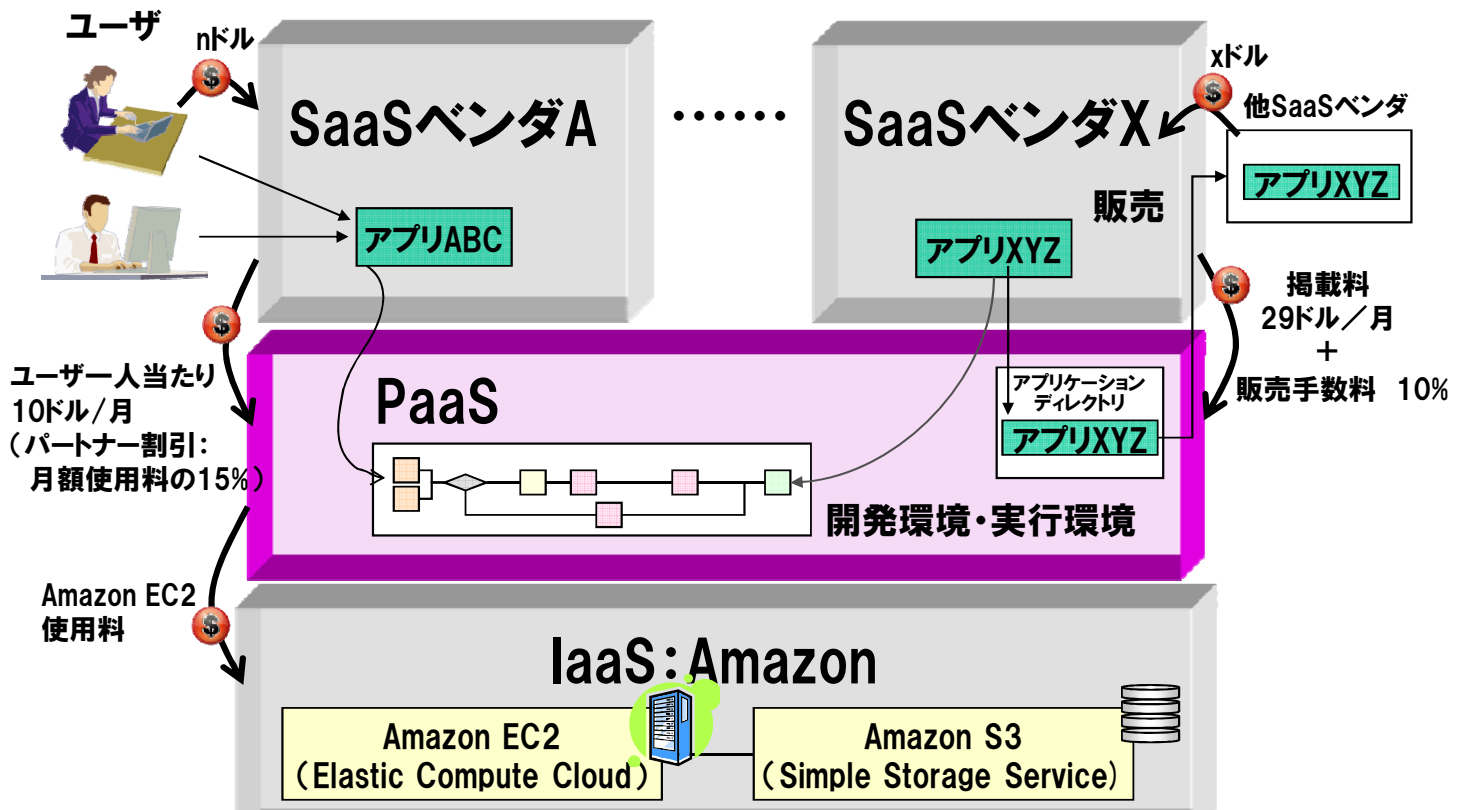 ユーザ
nドル
SaaSベンダA
……
SaaSベンダX
xドル
他SaaSベンダ
アプリXYZ
販売
アプリABC
アプリXYZ
$
$
$
$
$
掲載料
29ドル／月
＋
販売手数料 10%
ユーザー人当たり
10ドル/月
（パートナー割引：
月額使用料の15%）
PaaS
アプリケーション
ディレクトリ
アプリXYZ
開発環境・実行環境
Amazon EC2
使用料
IaaS：Amazon
Amazon EC2
（Elastic Compute Cloud）
Amazon S3
（Simple Storage Service）